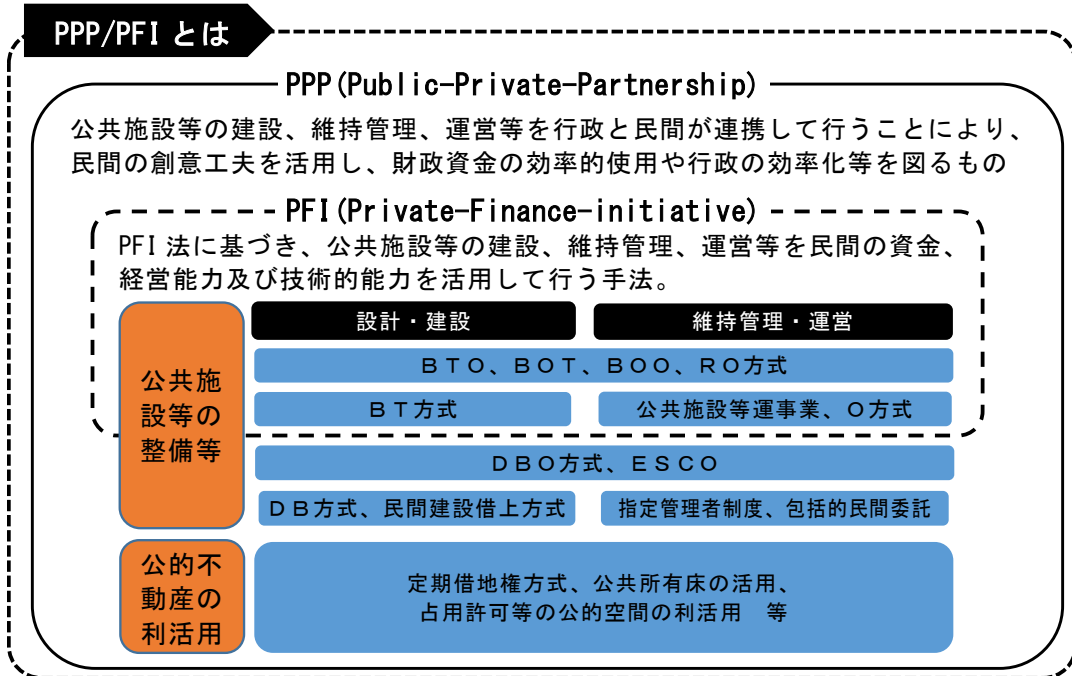 PPP/PFI とは
PPP(Public-Private-Partnership)
公共施設等の建設、維持管理、運営等を行政と民間が連携して行うことにより、
民間の創意工夫を活用し、財政資金の効率的使用や行政の効率化等を図るもの
PFI(Private-Finance-initiative)
PFI 法に基づき、公共施設等の建設、維持管理、運営等を民間の資金、
経営能力及び技術的能力を活用して行う手法。
公共施
設等の
整備等
設計・建設
維持管理・運営
ＢＴＯ、ＢＯＴ、ＢＯＯ、ＲＯ方式
ＢＴ方式
公共施設等運事業、Ｏ方式
ＤＢＯ方式、ＥＳＣＯ
ＤＢ方式、民間建設借上方式
指定管理者制度、包括的民間委託
公的不
動産の
利活用
定期借地権方式、公共所有床の活用、
占用許可等の公的空間の利活用　等